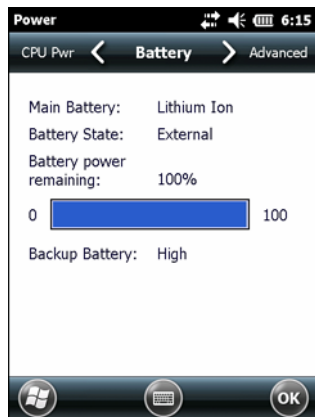 Power 6:15
CPU Pwr Battery Advanced
Main Battery: Lithium Ion
Battery State: External
Battery power
remaining: 100%
0 100
Backup Battery: High
OK